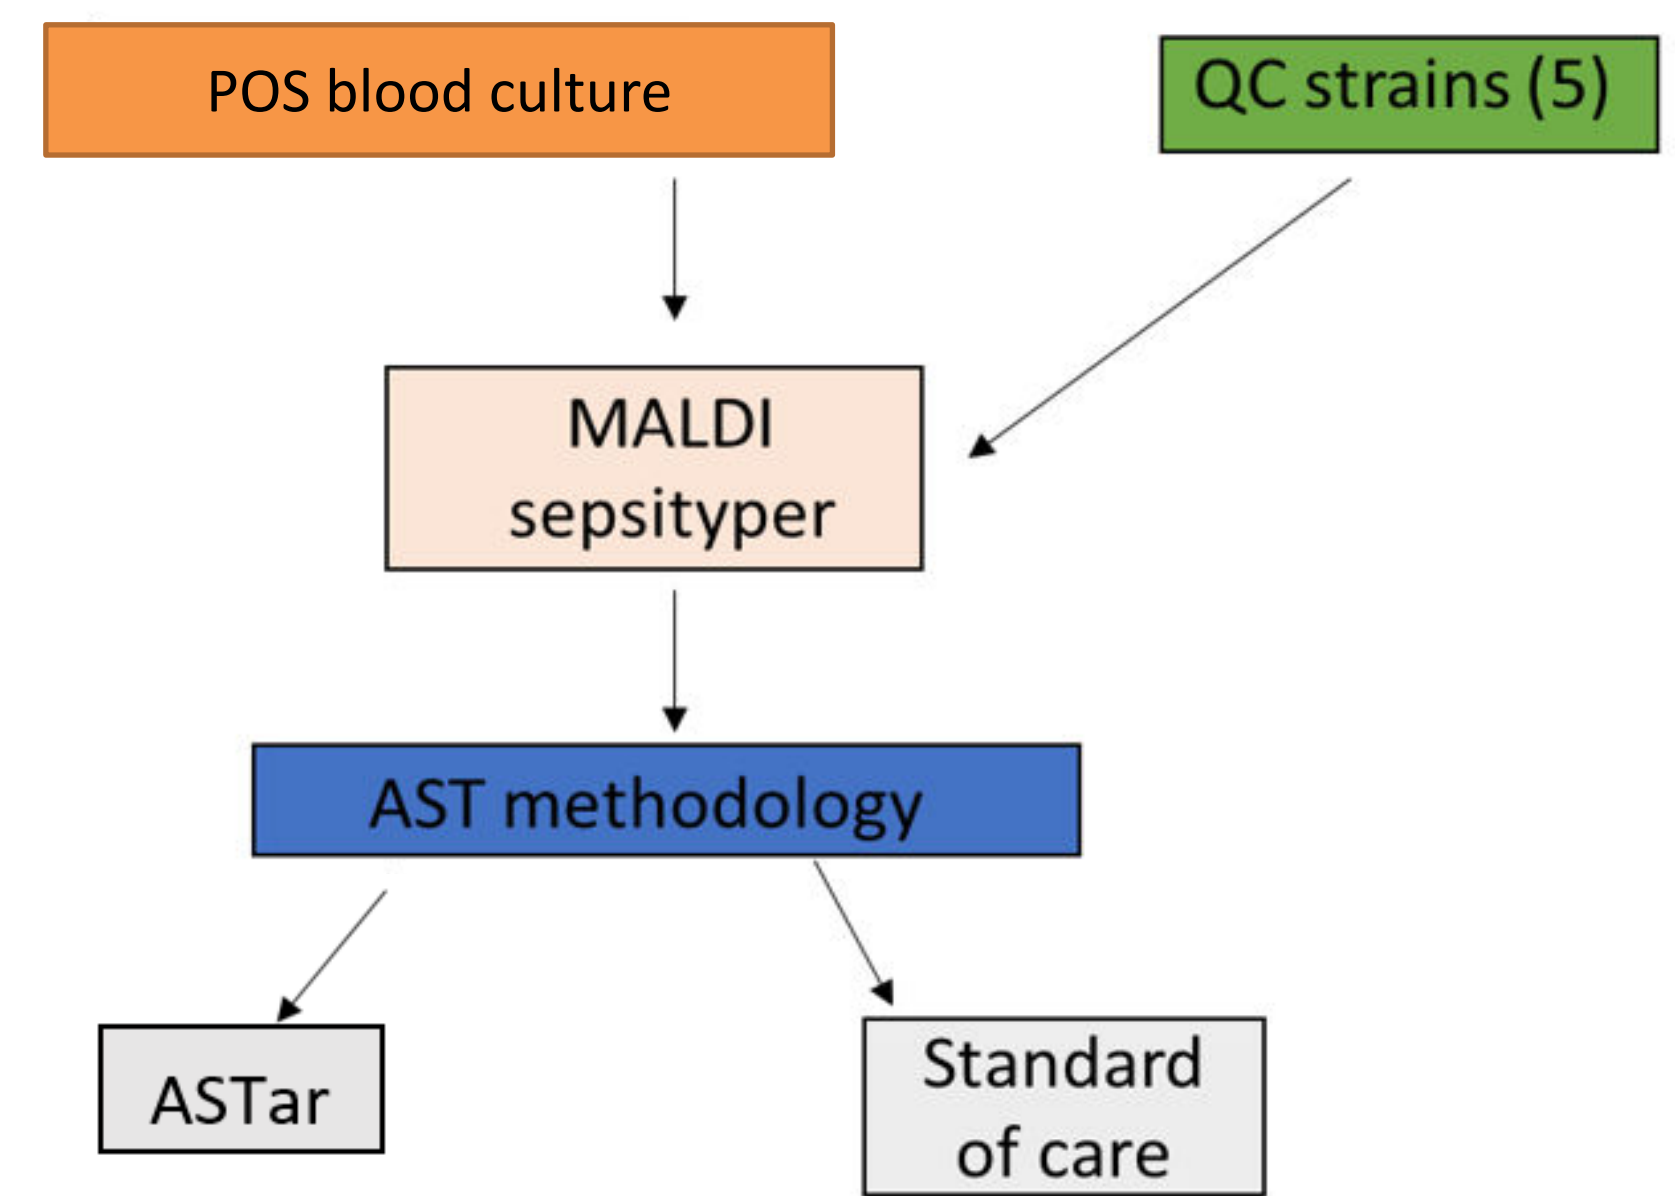 POS blood culture
QC strains (5)
MALDI
sepsityper
AST methodology
ASTar
Standard
of care